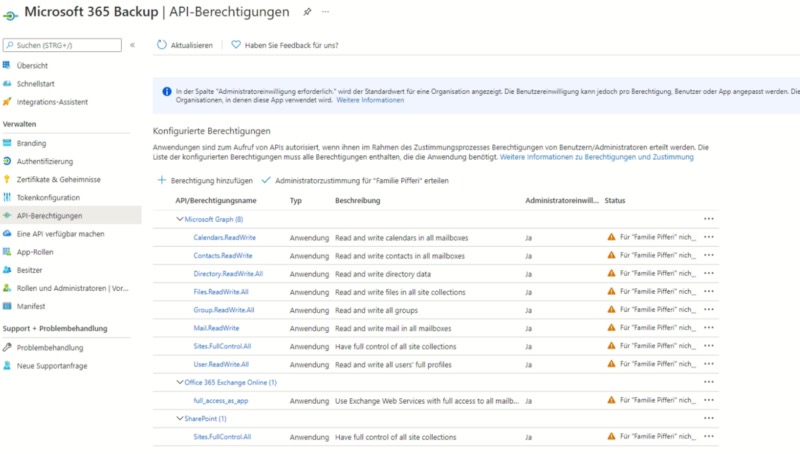 Microsoft 365 Backup | API-Berechtigungen
Suchen (STRG+/)
Aktualisieren
Haben Sie Feedback für uns?
Übersicht
Schnellstart
Integrations-Assistent
Verwalten
Branding
Authentifizierung
Zertifikate & Geheimnisse
Tokenkonfiguration
API-Berechtigungen
Eine API verfügbar machen
App-Rollen
Besitzer
Rollen und Administratoren | Vor...
Manifest
Support + Problembehandlung
Problembehandlung
Neue Supportanfrage
In der Spalte "Administratoreinwilligung erforderlich." wird der Standardwert für eine Organisation angezeigt. Die Benutzereinwilligung kann jedoch pro Berechtigung, Benutzer oder App angepasst werden. Die
Organisationen, in denen diese App verwendet wird. Weitere Informationen
Konfigurierte Berechtigungen
Anwendungen sind zum Aufruf von APIs autorisiert, wenn ihnen im Rahmen des Zustimmungsprozesses Berechtigungen von Benutzern/Administratoren erteilt werden. Die
Liste der konfigurierten Berechtigungen muss alle Berechtigungen enthalten, die die Anwendung benötigt. Weitere Informationen zu Berechtigungen und Zustimmung
Berechtigung hinzufügen
Administratorzustimmung für "Familie Pifferi" erteilen
API/Berechtigungsname Typ Beschreibung Administratoreinwill... Status
Microsoft Graph (8)
Calendars.ReadWrite Anwendung Read and write calendars in all mailboxes Ja Für "Familie Pifferi" nich...
Contacts.ReadWrite Anwendung Read and write contacts in all mailboxes Ja Für "Familie Pifferi" nich...
Directory.ReadWrite.All Anwendung Read and write directory data Ja Für "Familie Pifferi" nich...
Files.ReadWrite.All Anwendung Read and write files in all site collections Ja Für "Familie Pifferi" nich...
Group.ReadWrite.All Anwendung Read and write all groups Ja Für "Familie Pifferi" nich...
Mail.ReadWrite Anwendung Read and write mail in all mailboxes Ja Für "Familie Pifferi" nich...
Sites.FullControl.All Anwendung Have full control of all site collections Ja Für "Familie Pifferi" nich...
User.ReadWrite.All Anwendung Read and write all users' full profiles Ja Für "Familie Pifferi" nich...
Office 365 Exchange Online (1)
full_access_as_app Anwendung Use Exchange Web Services with full access to all mailb... Ja Für "Familie Pifferi" nich...
SharePoint (1)
Sites.FullControl.All Anwendung Have full control of all site collections Ja Für "Familie Pifferi" nich...